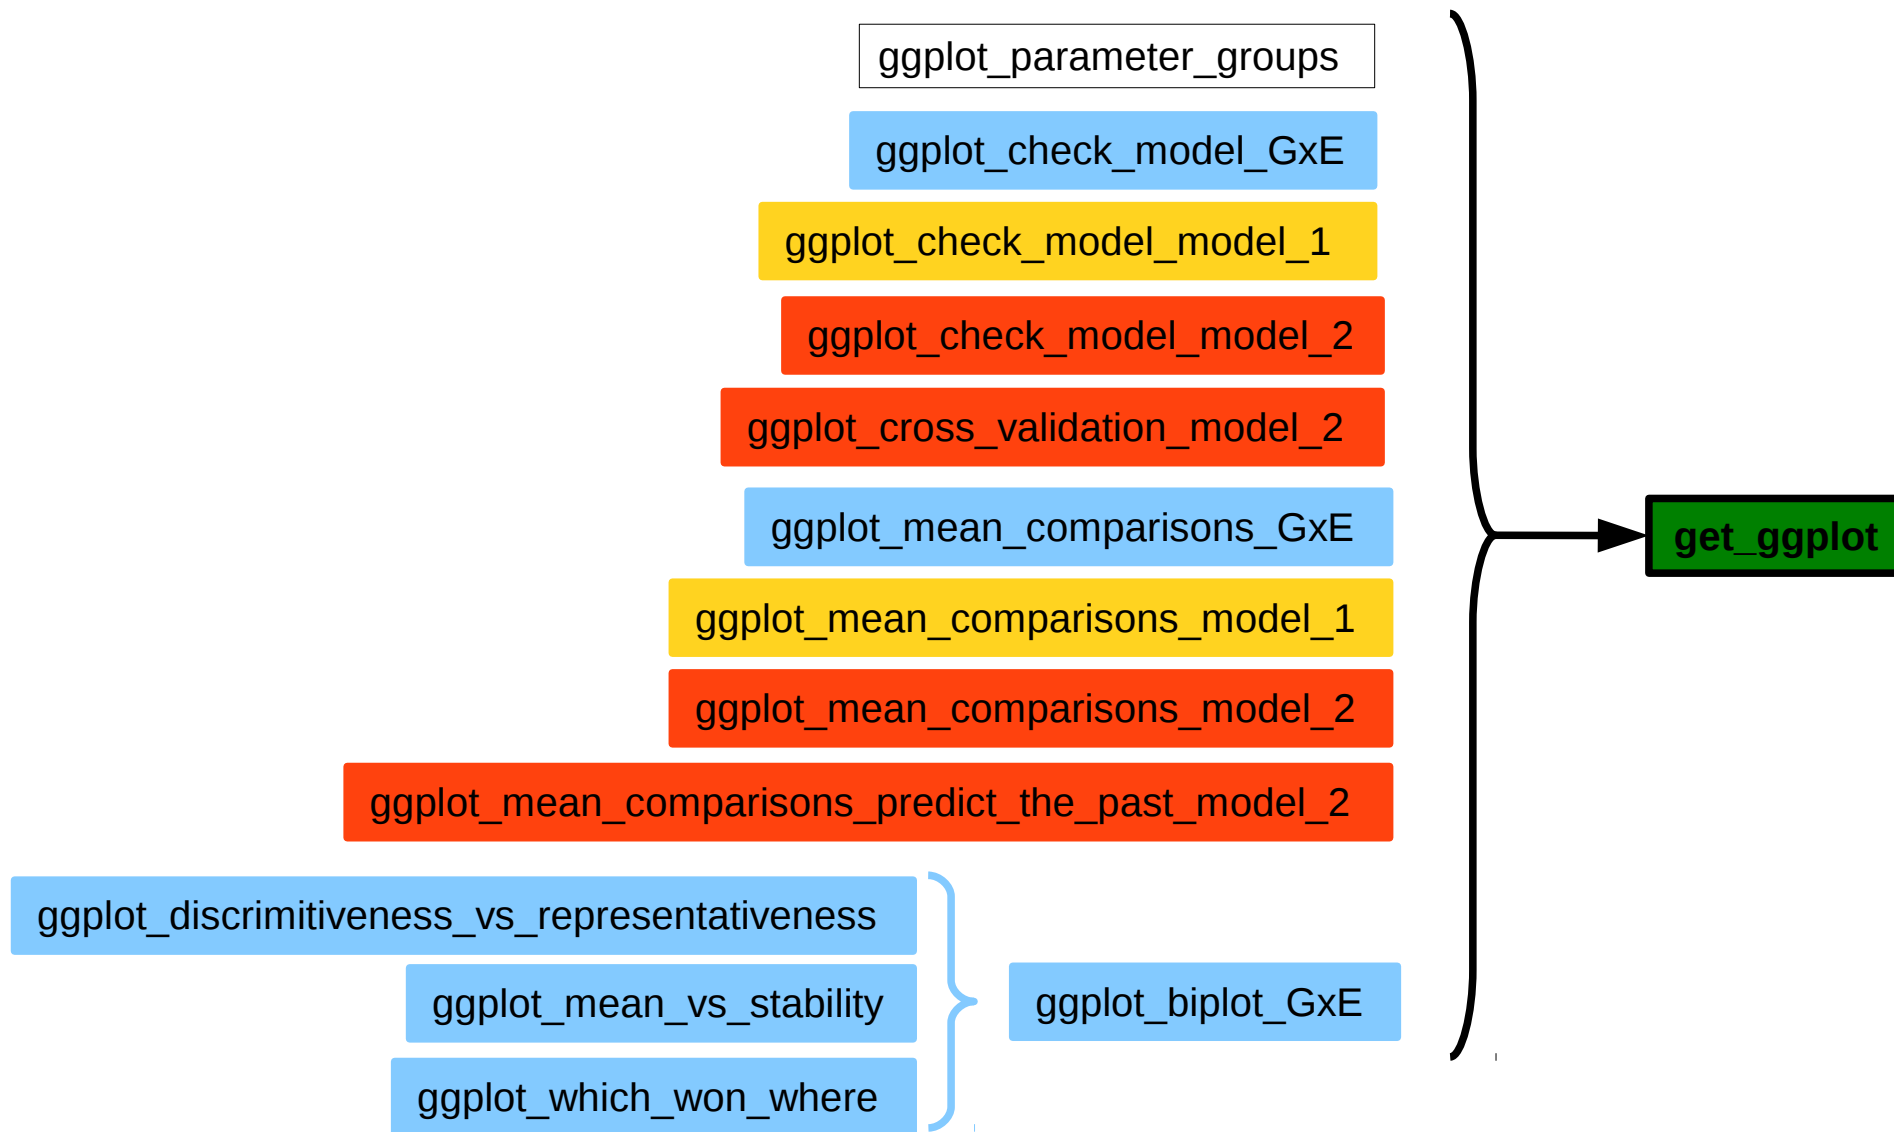 ggplot_parameter_groups
ggplot_check_model_GxE
ggplot_check_model_model_1
ggplot_check_model_model_2
ggplot_cross_validation_model_2
ggplot_mean_comparisons_GxE
get_ggplot
ggplot_mean_comparisons_model_1
ggplot_mean_comparisons_model_2
ggplot_mean_comparisons_predict_the_past_model_2
ggplot_discrimitiveness_vs_representativeness
ggplot_mean_vs_stability
ggplot_biplot_GxE
ggplot_which_won_where